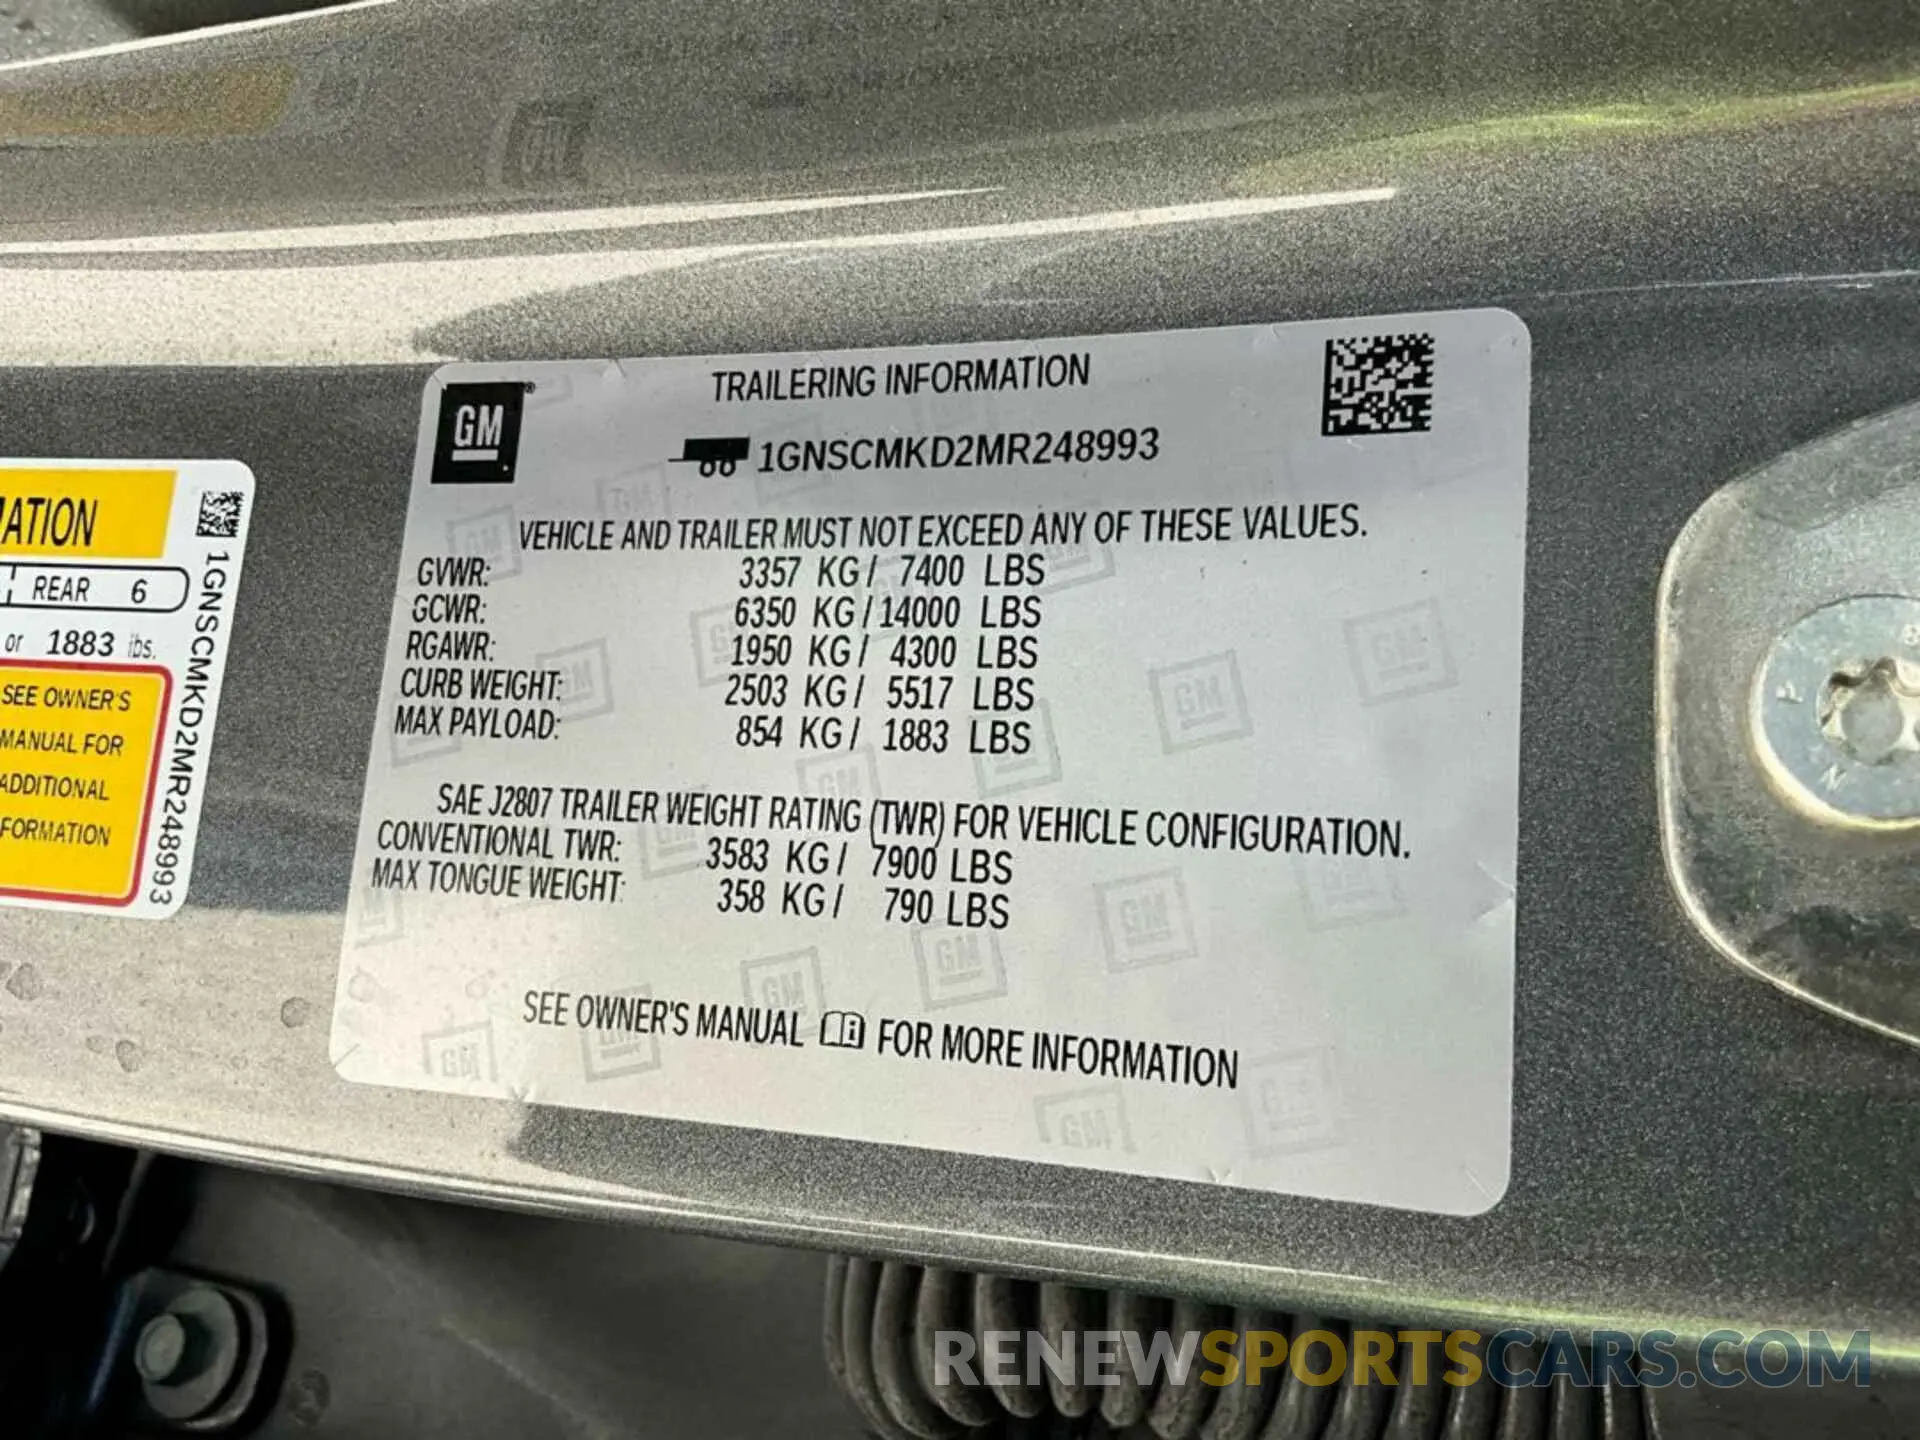 GM
TRAILERING INFORMATION
1GNSCMKD2MR248993
VEHICLE AND TRAILER MUST NOT EXCEED ANY OF THESE VALUES.
GVWR: 3357 KG / 7400 LBS
GCWR: 6350 KG / 14000 LBS
RGAWR: 1950 KG / 4300 LBS
CURB WEIGHT: 2503 KG / 5517 LBS
MAX PAYLOAD: 854 KG / 1883 LBS
SAE J2807 TRAILER WEIGHT RATING (TWR) FOR VEHICLE CONFIGURATION.
CONVENTIONAL TWR: 3583 KG / 7900 LBS
MAX TONGUE WEIGHT: 358 KG / 790 LBS
SEE OWNER'S MANUAL FOR MORE INFORMATION
REAR 6
or 1883 lbs.
SEE OWNER'S
MANUAL FOR
ADDITIONAL
1GNSCMKD2MR248993
RENEWSPORTSCARS.COM